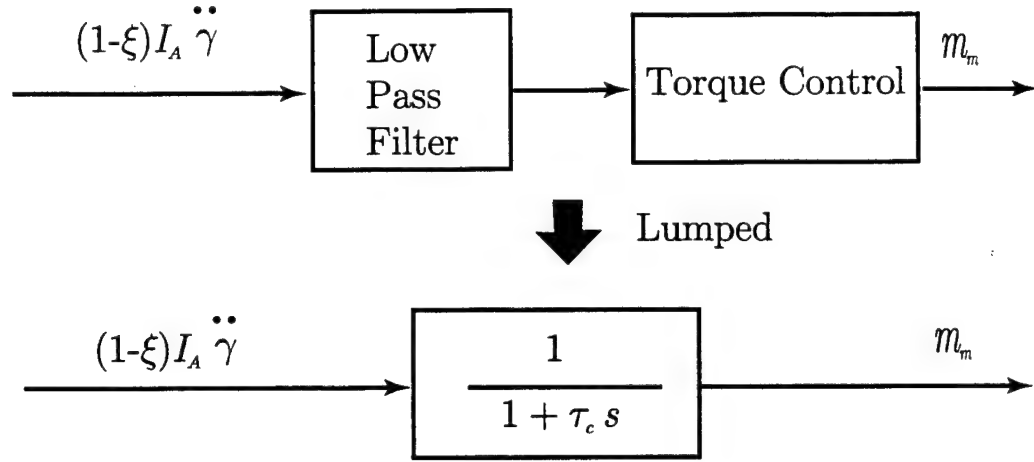 (1-ξ)I_A γ̈
Low
Pass
Filter
Torque Control
m_m
Lumped
(1-ξ)I_A γ̈
1
1 + τ_c s
m_m